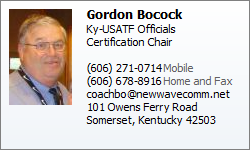 Gordon Bocock
Ky-USATF Officials
Certification Chair
(606) 271-0714 Mobile
(606) 678-8916 Home and Fax
coachbo@newwavecomm.net
101 Owens Ferry Road
Somerset, Kentucky 42503